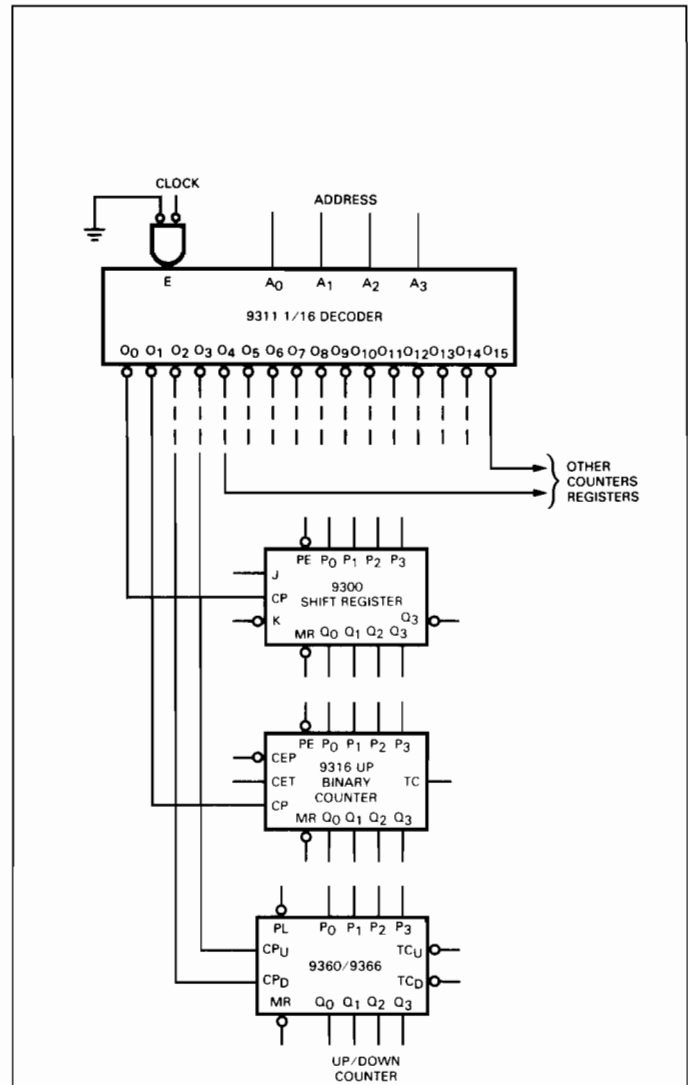 CLOCK
ADDRESS
E A0 A1 A2 A3
9311 1/16 DECODER
O0 O1 O2 O3 O4 O5 O6 O7 O8 O9 O10 O11 O12 O13 O14 O15
OTHER
COUNTERS
REGISTERS
PE P0 P1 P2 P3
J
9300
CP SHIFT REGISTER
K Q3
MR Q0 Q1 Q2 Q3
PE P0 P1 P2 P3
CEP 9316 UP
CET BINARY TC
CP COUNTER
MR Q0 Q1 Q2 Q3
PL P0 P1 P2 P3
CPU TCU
9360/9366
CPD TCD
MR Q0 Q1 Q2 Q3
UP/DOWN
COUNTER